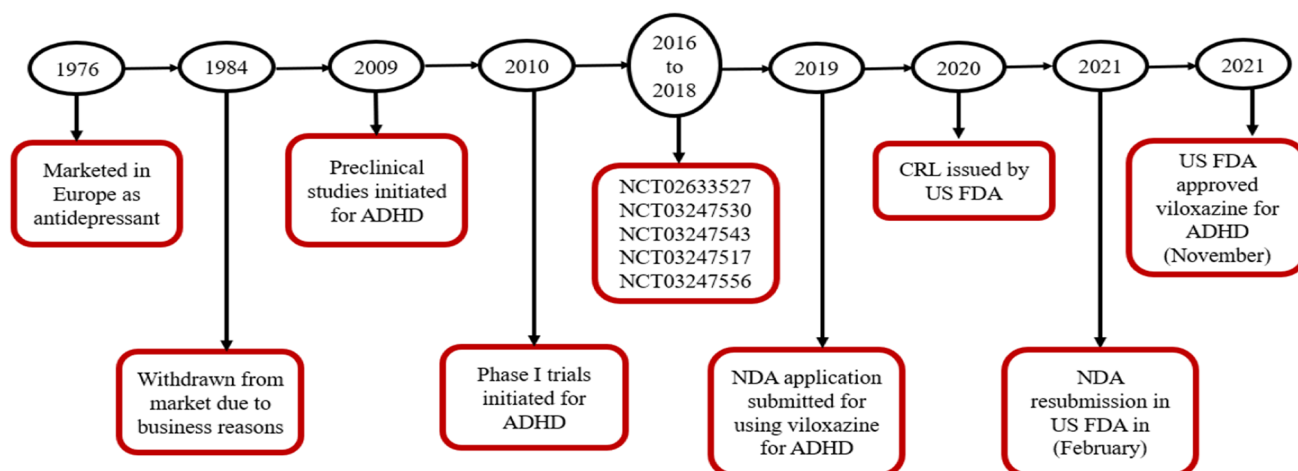 1976
1984
2009
2010
2016
to
2018
2019
2020
2021
2021
Marketed in
Europe as
antidepressant
Withdrawn from
market due to
business reasons
Preclinical
studies initiated
for ADHD
Phase I trials
initiated for
ADHD
NCT02633527
NCT03247530
NCT03247543
NCT03247517
NCT03247556
NDA application
submitted for
using viloxazine
for ADHD
CRL issued by
US FDA
NDA
resubmission in
US FDA in
(February)
US FDA
approved
viloxazine for
ADHD
(November)